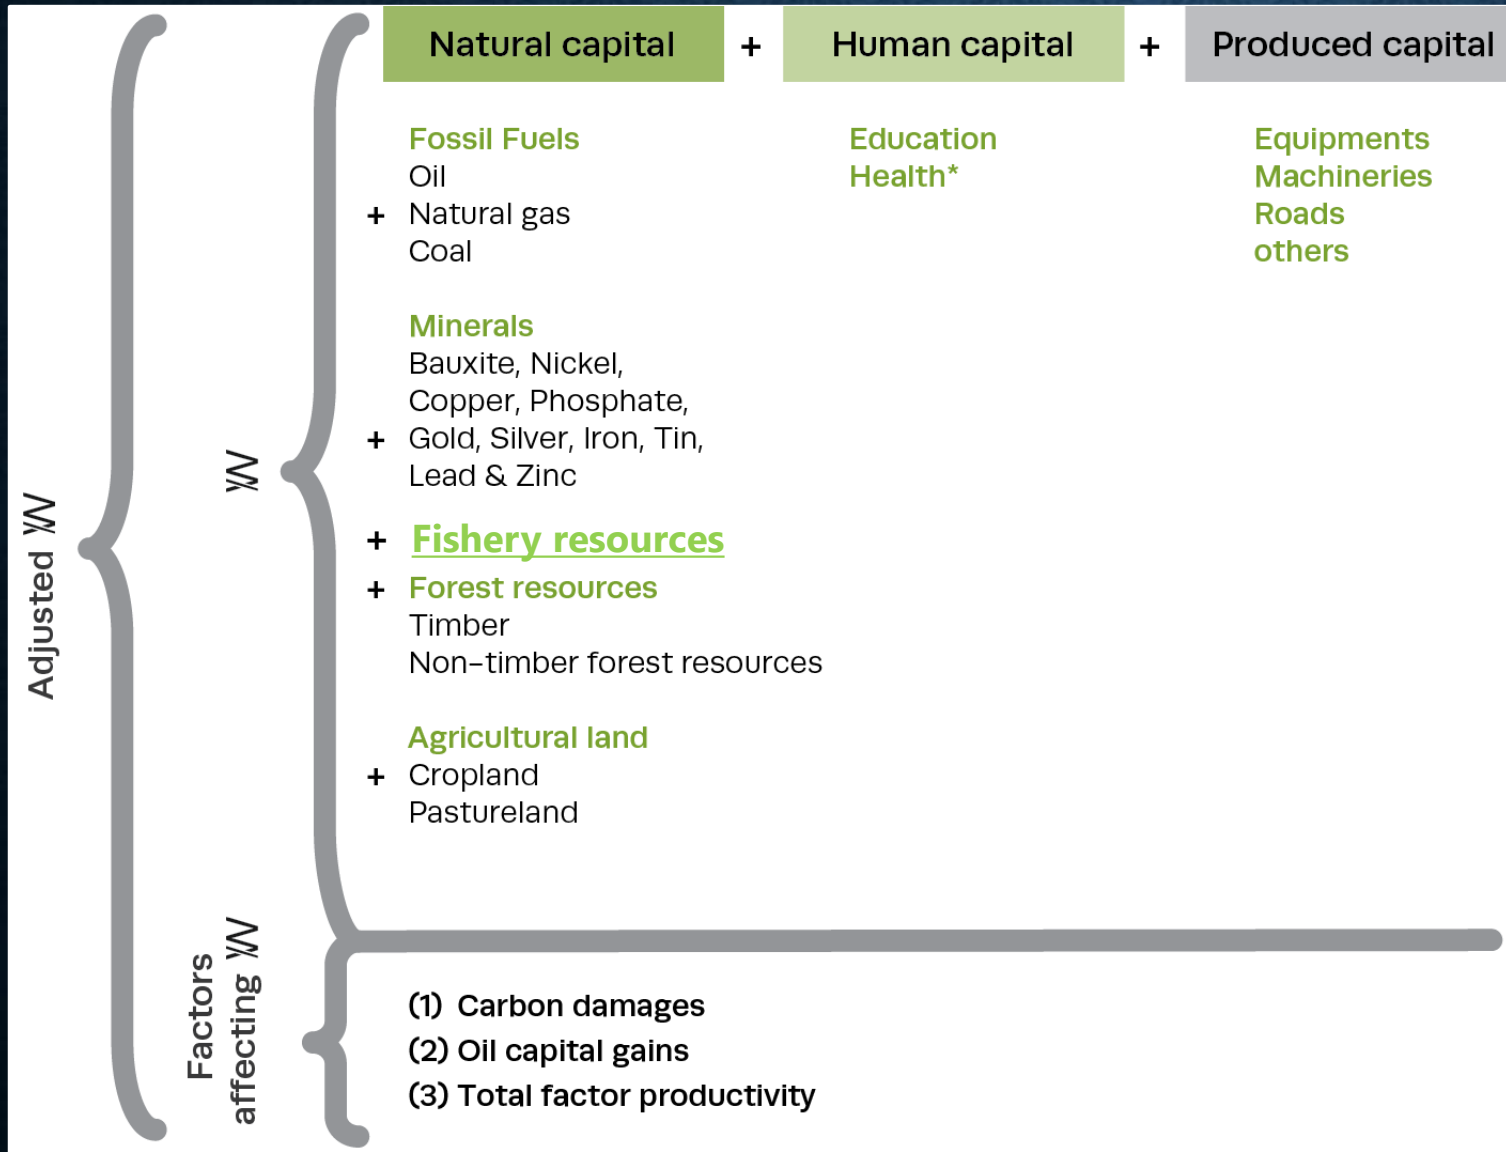 Natural capital + Human capital + Produced capital
Fossil Fuels
Oil
+ Natural gas
Coal
Minerals
Bauxite, Nickel,
Copper, Phosphate,
+ Gold, Silver, Iron, Tin,
Lead & Zinc
+ Fishery resources
+ Forest resources
Timber
Non-timber forest resources
Agricultural land
+ Cropland
Pastureland
Education
Health*
Equipments
Machineries
Roads
others
Adjusted W
W
Factors
affecting W
(1) Carbon damages
(2) Oil capital gains
(3) Total factor productivity